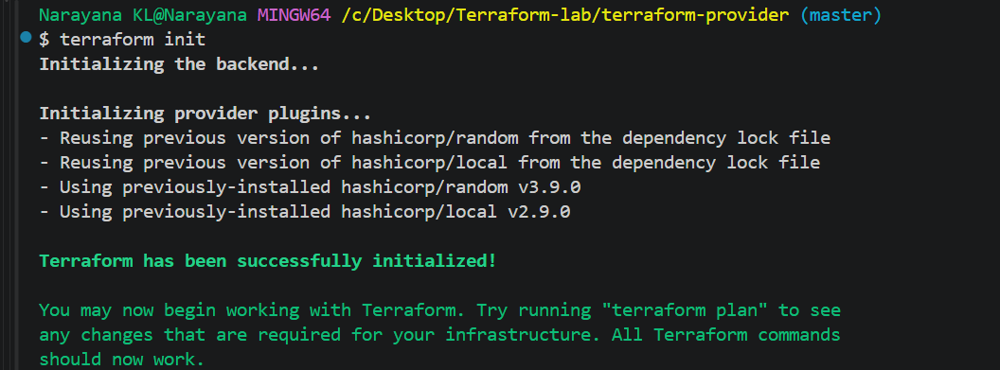 Narayana KL@Narayana MINGW64 /c/Desktop/Terraform-lab/terraform-provider (master)
$ terraform init
Initializing the backend...
Initializing provider plugins...
- Reusing previous version of hashicorp/random from the dependency lock file
- Reusing previous version of hashicorp/local from the dependency lock file
- Using previously-installed hashicorp/random v3.9.0
- Using previously-installed hashicorp/local v2.9.0
Terraform has been successfully initialized!
You may now begin working with Terraform. Try running "terraform plan" to see
any changes that are required for your infrastructure. All Terraform commands
should now work.